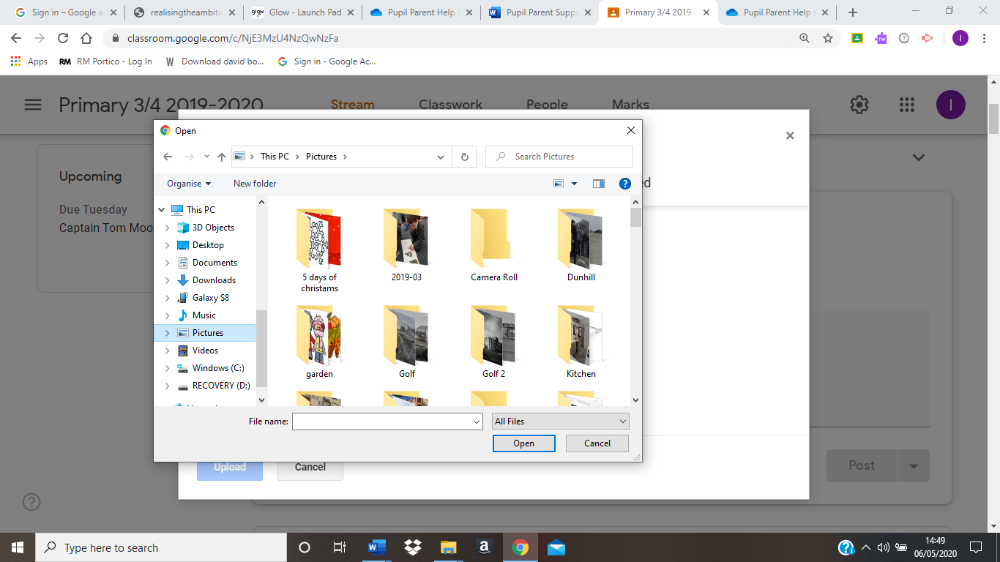 Sign in – Google a
realisingtheambiti
glow
Glow - Launch Pad
Pupil Parent Help s
Pupil Parent Suppo
Primary 3/4 2019-
Pupil Parent Help s
classroom.google.com/c/NjE3MzU4NzQwNzFa
rw
I
Apps
RM
RM Portico - Log In
W
Download david bo...
Sign in - Google Ac...
Primary 3/4 2019-2020
Stream
Classwork
People
Marks
I
Open
This PC
Pictures
Search Pictures
Upcoming
Organise
New folder
ed
Due Tuesday
Captain Tom Moo
This PC
3D Objects
Desktop
Documents
Downloads
Galaxy S8
Music
Pictures
Videos
Windows (C:)
RECOVERY (D:)
5 days of
christams
2019-03
Camera Roll
Dunhill
garden
Golf
Golf 2
Kitchen
File name:
All Files
Open
Cancel
Upload
Cancel
Post
Type here to search
14:49
06/05/2020